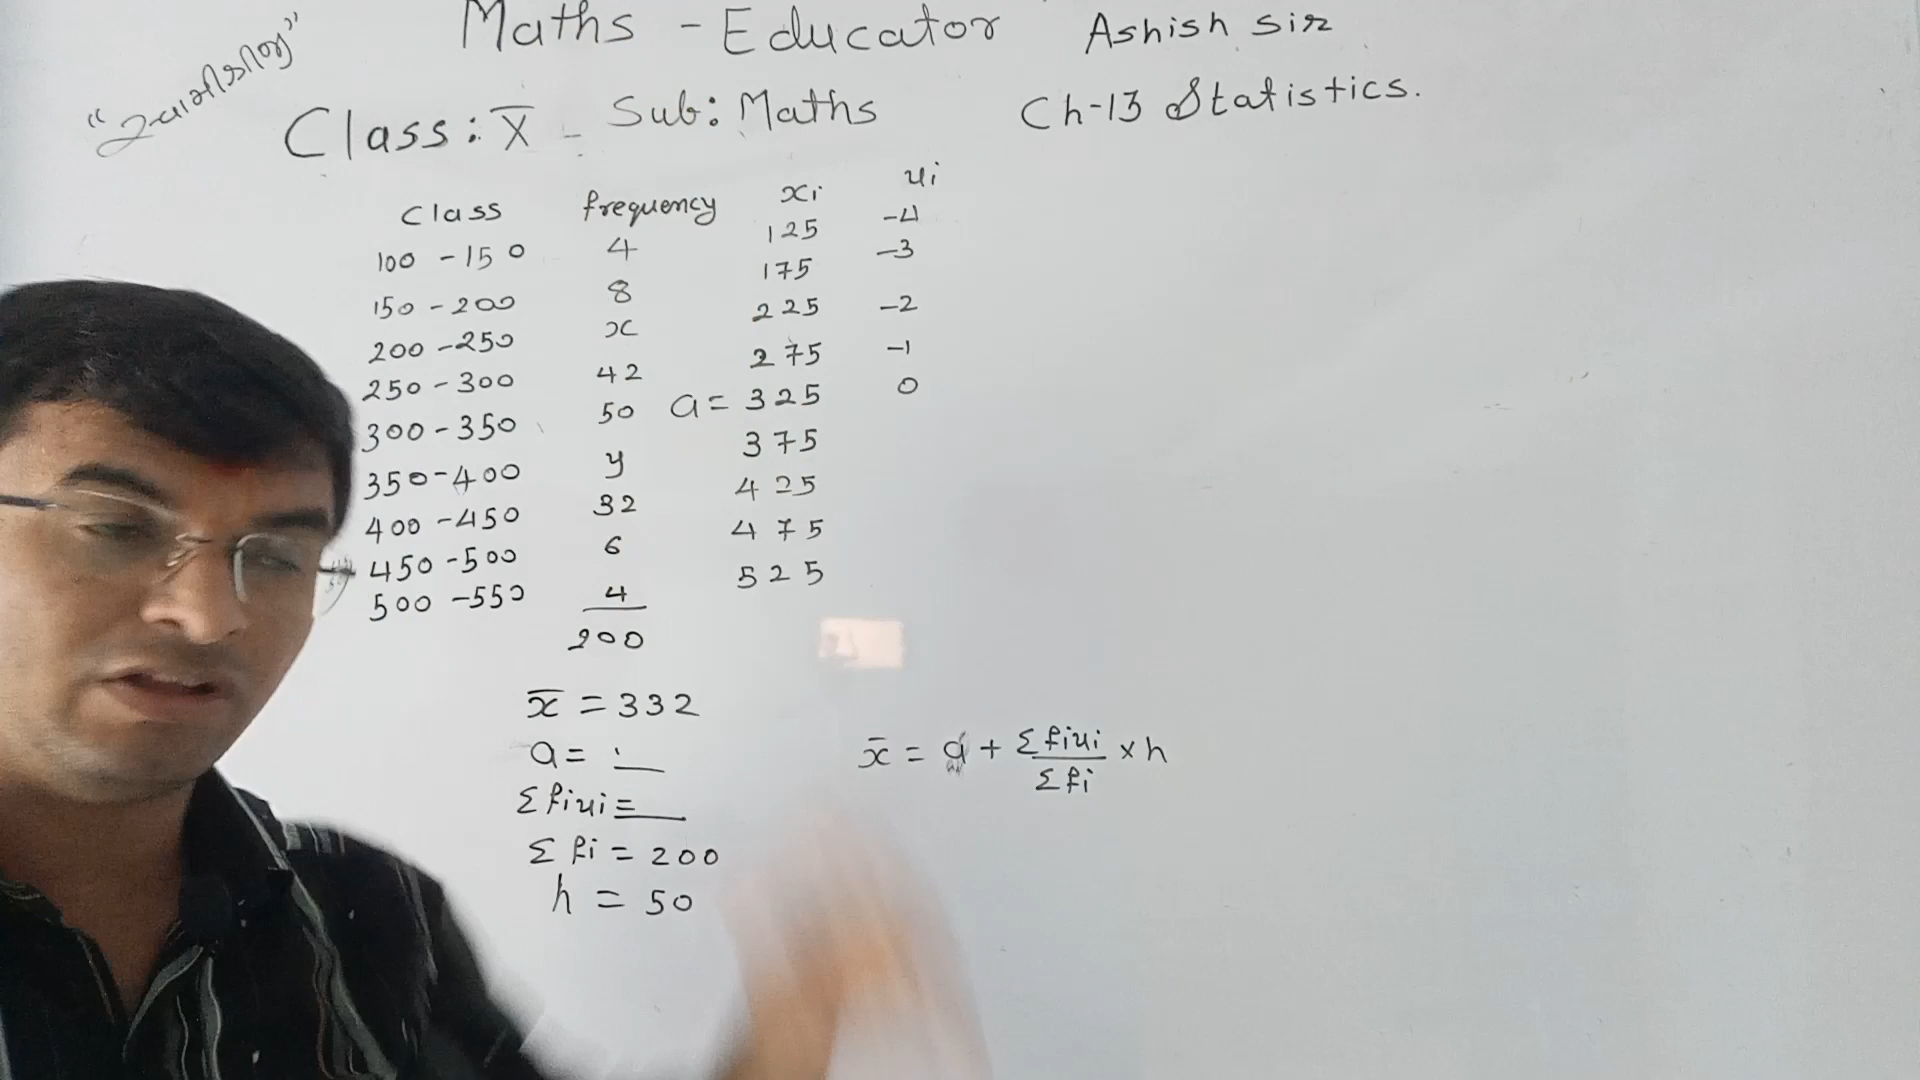 Maths - Educator Ashish sir
Class: X - Sub: Maths Ch-13 Statistics.
Class frequency xi ui
100 - 150 4 125 -4
150 - 200 8 175 -3
200 - 250 x 225 -2
250 - 300 42 275 -1
300 - 350 50 a = 325 0
350 - 400 y 375
400 - 450 32 425
450 - 500 6 475
500 - 550 4 525
200
x̄ = 332
a = __ x̄ = a + Σfiui/Σfi × h
Σfiui = __
Σfi = 200
h = 50